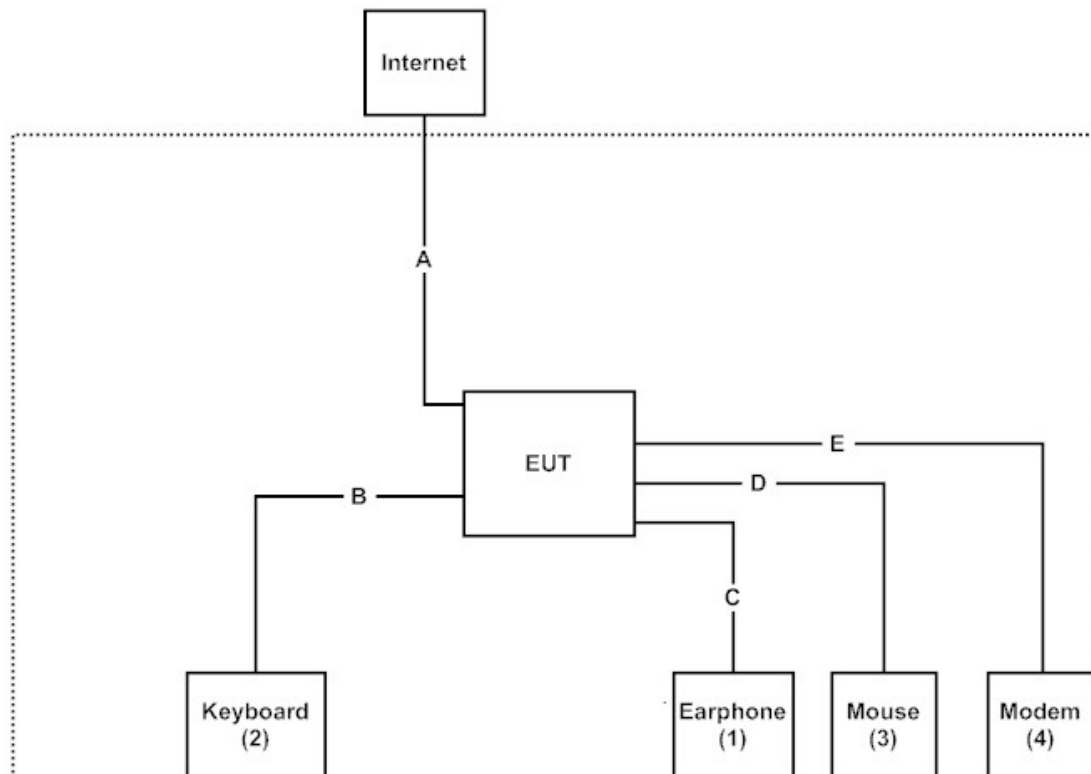 Internet
A
EUT
E
D
B
C
Keyboard
(2)
Earphone
(1)
Mouse
(3)
Modem
(4)